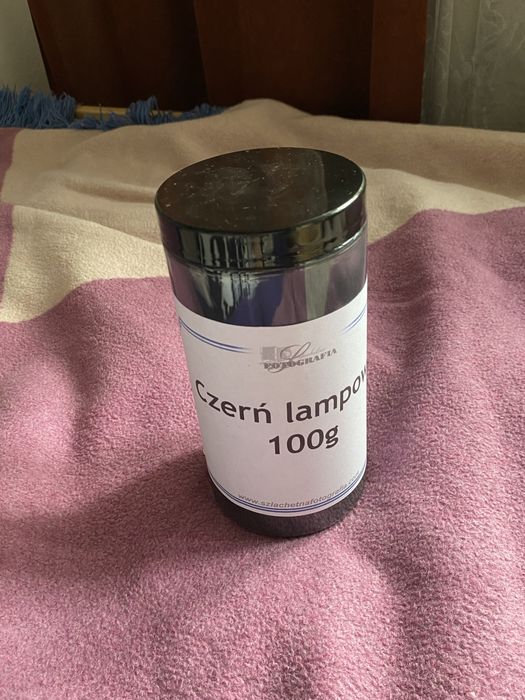 FOTOGRAFIA
Czerń lampow
100g
www.szlachetnafotografia